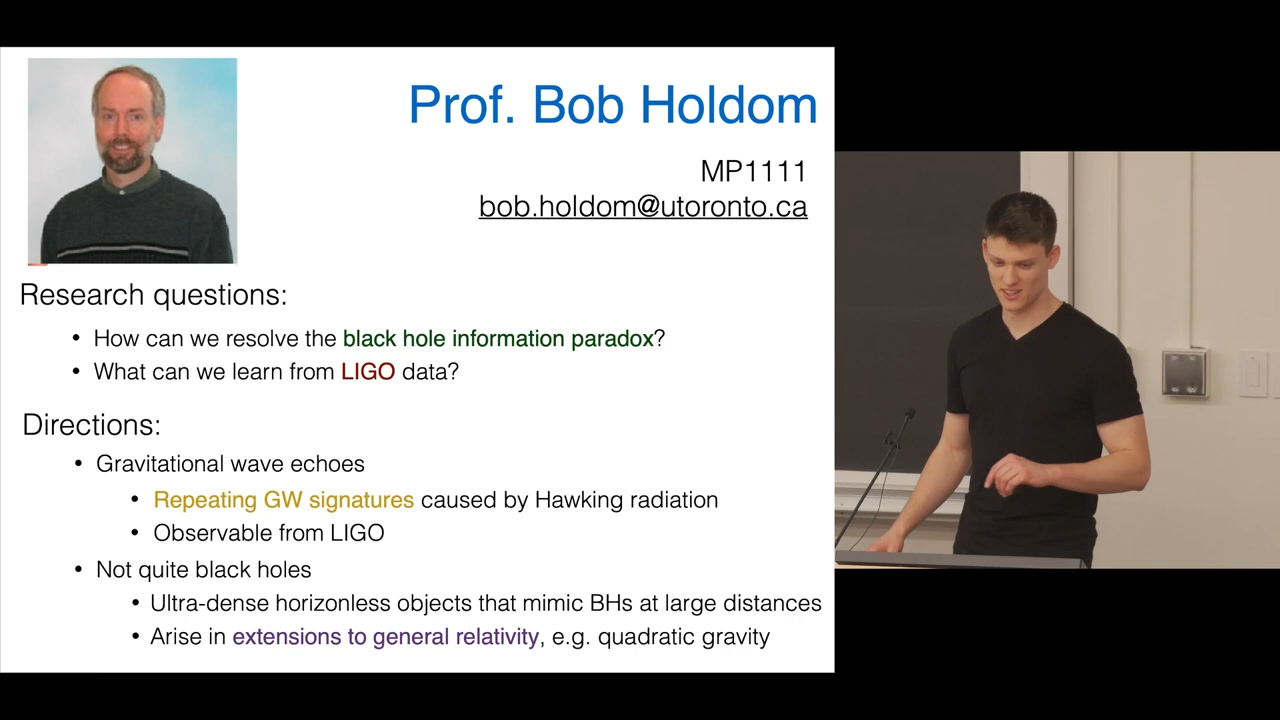 Prof. Bob Holdom
MP1111
bob.holdom@utoronto.ca
Research questions:
• How can we resolve the black hole information paradox?
• What can we learn from LIGO data?
Directions:
• Gravitational wave echoes
• Repeating GW signatures caused by Hawking radiation
• Observable from LIGO
• Not quite black holes
• Ultra-dense horizonless objects that mimic BHs at large distances
• Arise in extensions to general relativity, e.g. quadratic gravity